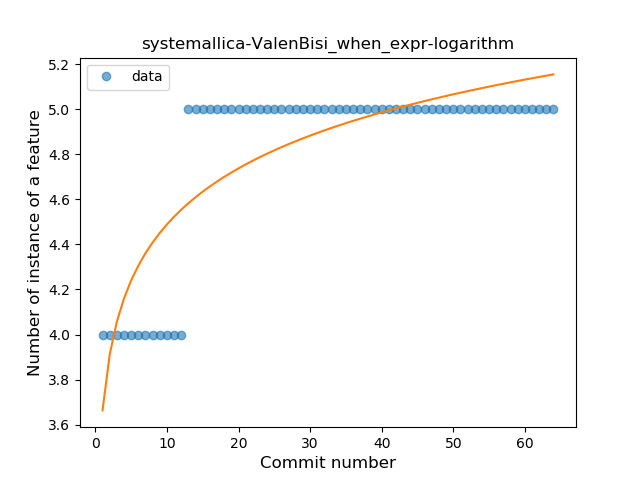 systemallica-ValenBisi_when_expr-logarithm
data
Number of instance of a feature
5.2
5.0
4.8
4.6
4.4
4.2
4.0
3.8
3.6
0 10 20 30 40 50 60
Commit number